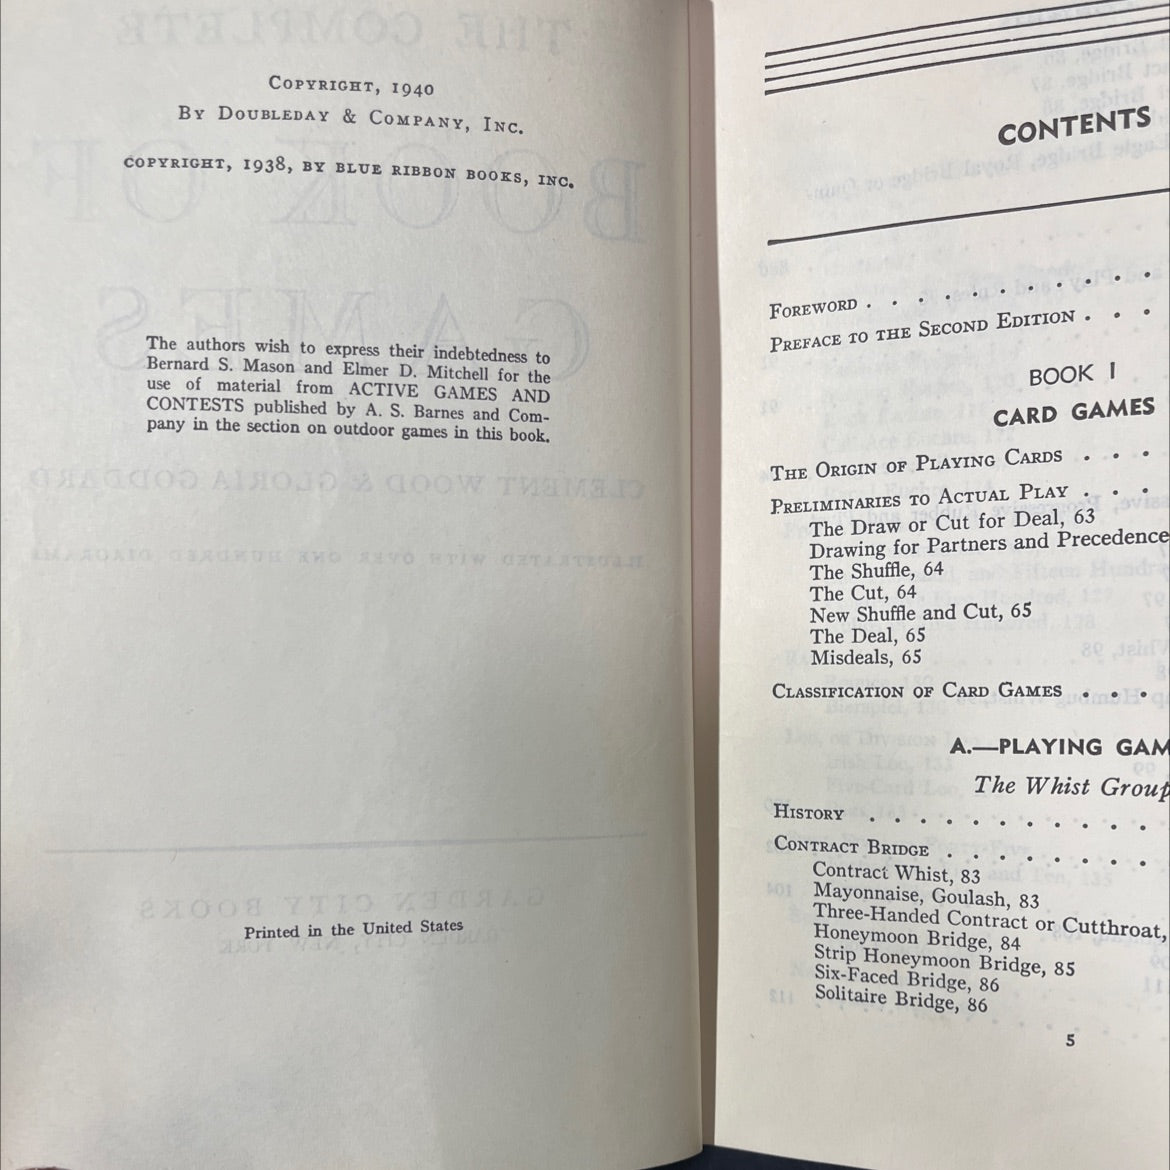 COPYRIGHT, 1940
BY DOUBLEDAY & COMPANY, INC.
COPYRIGHT, 1938, BY BLUE RIBBON BOOKS, INC.
The authors wish to express their indebtedness to
Bernard S. Mason and Elmer D. Mitchell for the
use of material from ACTIVE GAMES AND
CONTESTS published by A. S. Barnes and Com-
pany in the section on outdoor games in this book.
Printed in the United States
CONTENTS
FOREWORD . . . . . . . . . . .
PREFACE TO THE SECOND EDITION . . .
BOOK I
CARD GAMES
THE ORIGIN OF PLAYING CARDS . . .
PRELIMINARIES TO ACTUAL PLAY . . .
The Draw or Cut for Deal, 63
Drawing for Partners and Precedence
The Shuffle, 64
The Cut, 64
New Shuffle and Cut, 65
The Deal, 65
Misdeals, 65
CLASSIFICATION OF CARD GAMES . . .
A.—PLAYING GAM
The Whist Group
HISTORY . . . . . . . . . . .
CONTRACT BRIDGE . . . . . . . .
Contract Whist, 83
Mayonnaise, Goulash, 83
Three-Handed Contract or Cutthroat,
Honeymoon Bridge, 84
Strip Honeymoon Bridge, 85
Six-Faced Bridge, 86
Solitaire Bridge, 86
5